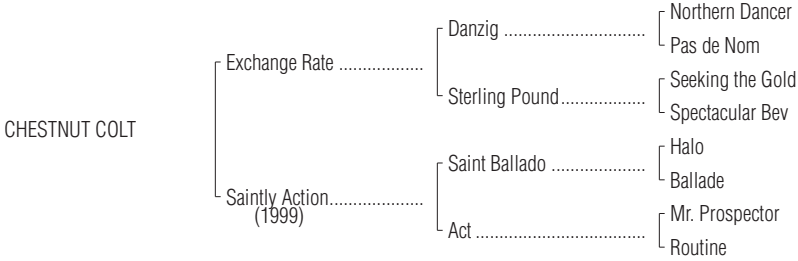 Northern Dancer
Danzig ..............................
Pas de Nom
Exchange Rate ..................
Seeking the Gold
Sterling Pound..................
Spectacular Bev
CHESTNUT COLT
Halo
Saint Ballado ....................
Ballade
Saintly Action....................
(1999)
Mr. Prospector
Act ....................................
Routine